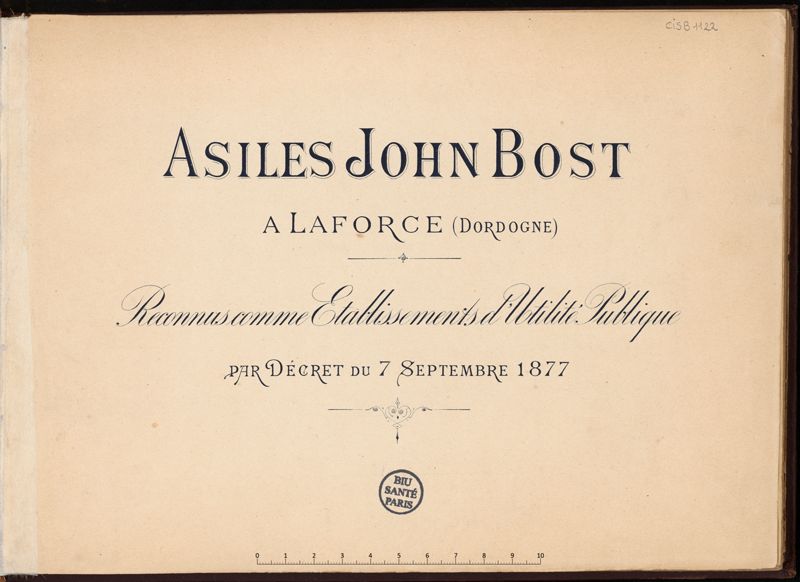 CISB 1122
ASILES JOHN BOST
A LAFORCE (DORDOGNE)
Reconnus comme Etablissements d'Utilité Publique
PAR DÉCRET DU 7 SEPTEMBRE 1877
BIU
SANTÉ
PARIS
0 1 2 3 4 5 6 7 8 9 10